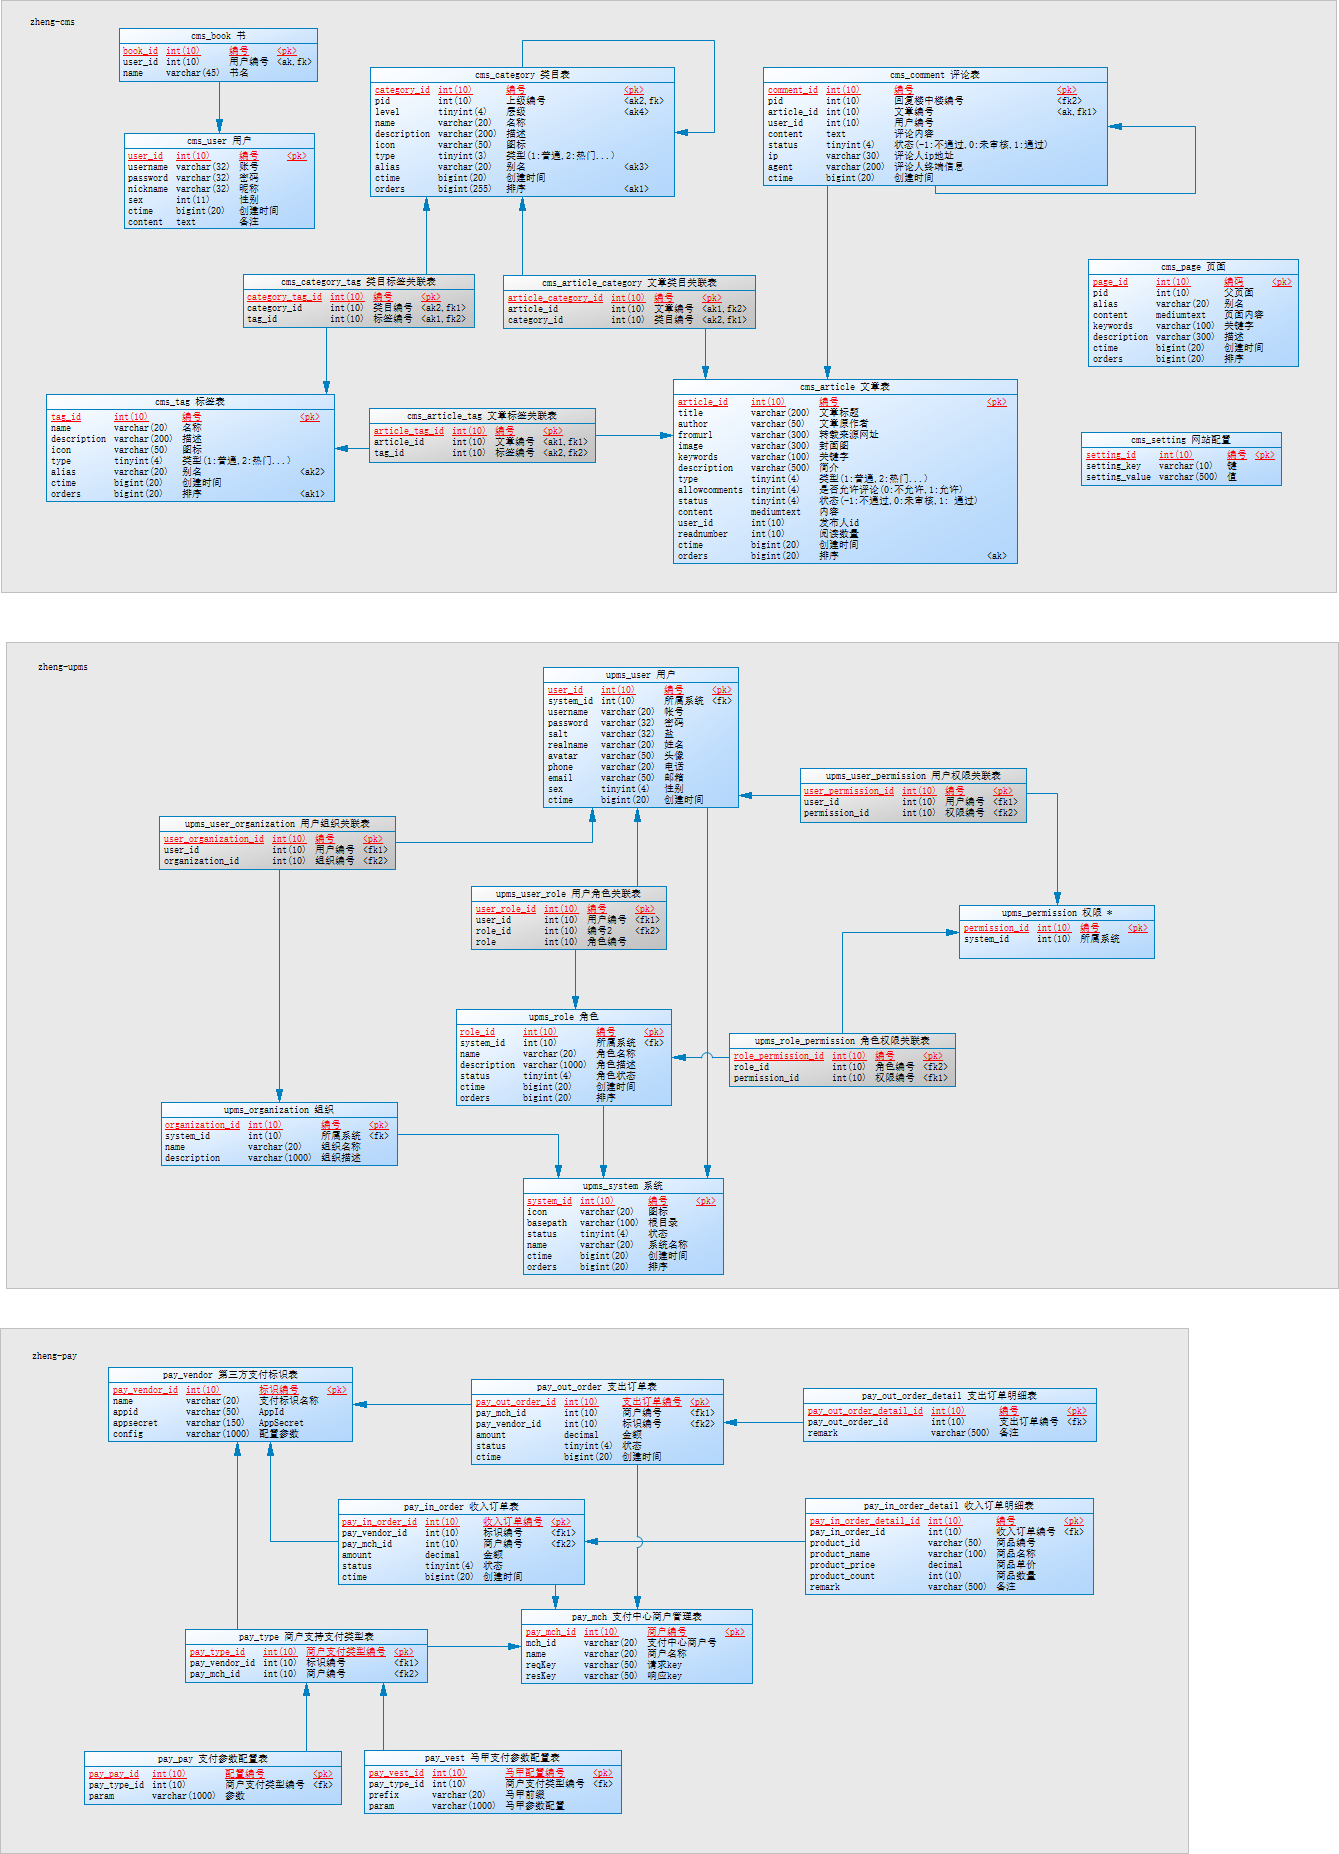 zheng-cms
cms_book 书
book_id int(10) 编号 <pk>
user_id int(10) 用户编号 <ak,fk>
name varchar(45) 书名
cms_user 用户
user_id int(10) 编号 <pk>
username varchar(32) 账号
password varchar(32) 密码
nickname varchar(32) 昵称
sex int(11) 性别
ctime bigint(20) 创建时间
content text 备注
cms_category 类目表
category_id int(10) 编号 <pk>
pid int(10) 上级编号 <ak2,fk>
level tinyint(4) 层级 <ak4>
name varchar(20) 名称
description varchar(200) 描述
icon varchar(50) 图标
type tinyint(3) 类型(1:普通,2:热门...)
alias varchar(20) 别名 <ak3>
ctime bigint(20) 创建时间
orders bigint(255) 排序 <ak1>
cms_comment 评论表
comment_id int(10) 编号 <pk>
pid int(10) 回复楼中楼编号 <fk2>
article_id int(10) 文章编号 <ak,fk1>
user_id int(10) 用户编号
content text 评论内容
status tinyint(4) 状态(-1:不通过,0:未审核,1:通过)
ip varchar(30) 评论人ip地址
agent varchar(200) 评论人终端信息
ctime bigint(20) 创建时间
cms_category_tag 类目标签关联表
category_tag_id int(10) 编号 <pk>
category_id int(10) 类目编号 <ak2,fk1>
tag_id int(10) 标签编号 <ak1,fk2>
cms_article_category 文章类目关联表
article_category_id int(10) 编号 <pk>
article_id int(10) 文章编号 <ak1,fk2>
category_id int(10) 类目编号 <ak2,fk1>
cms_page 页面
page_id int(10) 编码 <pk>
pid int(10) 父页面
alias varchar(20) 别名
content mediumtext 页面内容
keywords varchar(100) 关键字
description varchar(300) 描述
ctime bigint(20) 创建时间
orders bigint(20) 排序
cms_tag 标签表
tag_id int(10) 编号 <pk>
name varchar(20) 名称
description varchar(200) 描述
icon varchar(50) 图标
type tinyint(4) 类型(1:普通,2:热门...)
alias varchar(20) 别名 <ak2>
ctime bigint(20) 创建时间
orders bigint(20) 排序 <ak1>
cms_article_tag 文章标签关联表
article_tag_id int(10) 编号 <pk>
article_id int(10) 文章编号 <ak1,fk1>
tag_id int(10) 标签编号 <ak2,fk2>
cms_article 文章表
article_id int(10) 编号 <pk>
title varchar(200) 文章标题
author varchar(50) 文章原作者
fromurl varchar(300) 转载来源网址
image varchar(300) 封面图
keywords varchar(100) 关键字
description varchar(500) 简介
type tinyint(4) 类型(1:普通,2:热门...)
allowcomments tinyint(4) 是否允许评论(0:不允许,1:允许)
status tinyint(4) 状态(-1:不通过,0:未审核,1: 通过)
content mediumtext 内容
user_id int(10) 发布人id
readnumber int(10) 阅读数量
ctime bigint(20) 创建时间
orders bigint(20) 排序 <ak>
cms_setting 网站配置
setting_id int(10) 编号 <pk>
setting_key varchar(10) 键
setting_value varchar(500) 值
zheng-upms
upms_user 用户
user_id int(10) 编号 <pk>
system_id int(10) 所属系统 <fk>
username varchar(20) 帐号
password varchar(32) 密码
salt varchar(32) 盐
realname varchar(20) 姓名
avatar varchar(50) 头像
phone varchar(20) 电话
email varchar(50) 邮箱
sex tinyint(4) 性别
ctime bigint(20) 创建时间
upms_user_permission 用户权限关联表
user_permission_id int(10) 编号 <pk>
user_id int(10) 用户编号 <fk1>
permission_id int(10) 权限编号 <fk2>
upms_user_organization 用户组织关联表
user_organization_id int(10) 编号 <pk>
user_id int(10) 用户编号 <fk1>
organization_id int(10) 组织编号 <fk2>
upms_user_role 用户角色关联表
user_role_id int(10) 编号 <pk>
user_id int(10) 用户编号 <fk1>
role_id int(10) 编号2 <fk2>
role int(10) 角色编号
upms_permission 权限 *
permission_id int(10) 编号 <pk>
system_id int(10) 所属系统
upms_role 角色
role_id int(10) 编号 <pk>
system_id int(10) 所属系统 <fk>
name varchar(20) 角色名称
description varchar(1000) 角色描述
status tinyint(4) 角色状态
ctime bigint(20) 创建时间
orders bigint(20) 排序
upms_role_permission 角色权限关联表
role_permission_id int(10) 编号 <pk>
role_id int(10) 角色编号 <fk2>
permission_id int(10) 权限编号 <fk1>
upms_organization 组织
organization_id int(10) 编号 <pk>
system_id int(10) 所属系统 <fk>
name varchar(20) 组织名称
description varchar(1000) 组织描述
upms_system 系统
system_id int(10) 编号 <pk>
icon varchar(20) 图标
basepath varchar(100) 根目录
status tinyint(4) 状态
name varchar(20) 系统名称
ctime bigint(20) 创建时间
orders bigint(20) 排序
zheng-pay
pay_vendor 第三方支付标识表
pay_vendor_id int(10) 标识编号 <pk>
name varchar(20) 支付标识名称
appid varchar(50) AppId
appsecret varchar(150) AppSecret
config varchar(1000) 配置参数
pay_out_order 支出订单表
pay_out_order_id int(10) 支出订单编号 <pk>
pay_mch_id int(10) 商户编号 <fk1>
pay_vendor_id int(10) 标识编号 <fk2>
amount decimal 金额
status tinyint(4) 状态
ctime bigint(20) 创建时间
pay_out_order_detail 支出订单明细表
pay_out_order_detail_id int(10) 编号 <pk>
pay_out_order_id int(10) 支出订单编号 <fk>
remark varchar(500) 备注
pay_in_order 收入订单表
pay_in_order_id int(10) 收入订单编号 <pk>
pay_vendor_id int(10) 标识编号 <fk1>
pay_mch_id int(10) 商户编号 <fk2>
amount decimal 金额
status tinyint(4) 状态
ctime bigint(20) 创建时间
pay_in_order_detail 收入订单明细表
pay_in_order_detail_id int(10) 编号 <pk>
pay_in_order_id int(10) 收入订单编号 <fk>
product_id varchar(50) 商品编号
product_name varchar(100) 商品名称
product_price decimal 商品单价
product_count int(10) 商品数量
remark varchar(500) 备注
pay_mch 支付中心商户管理表
pay_mch_id int(10) 商户编号 <pk>
mch_id varchar(20) 支付中心商户号
name varchar(20) 商户名称
reqKey varchar(50) 请求key
resKey varchar(50) 响应key
pay_type 商户支持支付类型表
pay_type_id int(10) 商户支付类型编号 <pk>
pay_vendor_id int(10) 标识编号 <fk1>
pay_mch_id int(10) 商户编号 <fk2>
pay_pay 支付参数配置表
pay_pay_id int(10) 配置编号 <pk>
pay_type_id int(10) 商户支付类型编号 <fk>
param varchar(1000) 参数
pay_vest 马甲支付参数配置表
pay_vest_id int(10) 马甲配置编号 <pk>
pay_type_id int(10) 商户支付类型编号 <fk>
prefix varchar(20) 马甲前缀
param varchar(1000) 马甲参数配置